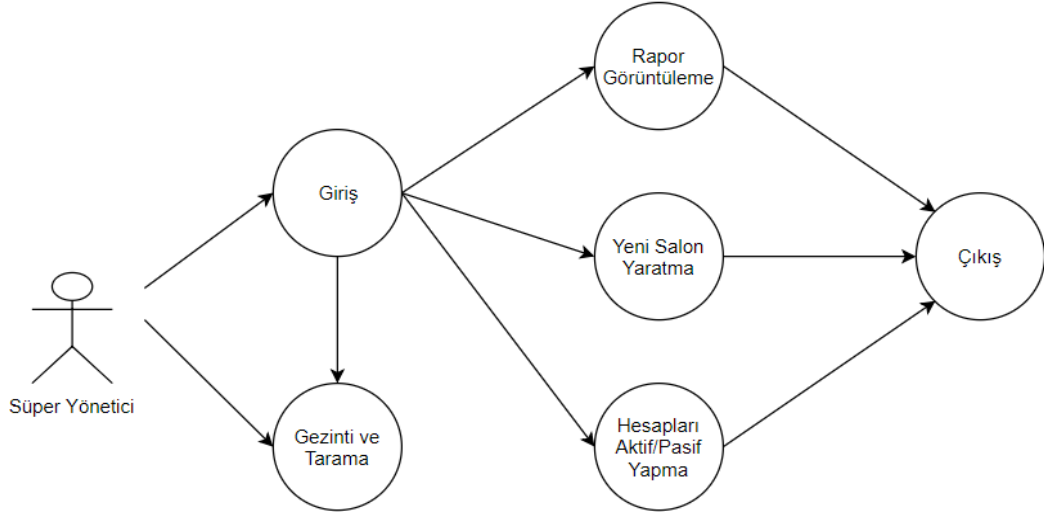 Rapor
Görüntüleme
Giriş
Yeni Salon
Yaratma
Çıkış
Süper Yönetici
Gezinti ve
Tarama
Hesapları
Aktif/Pasif
Yapma